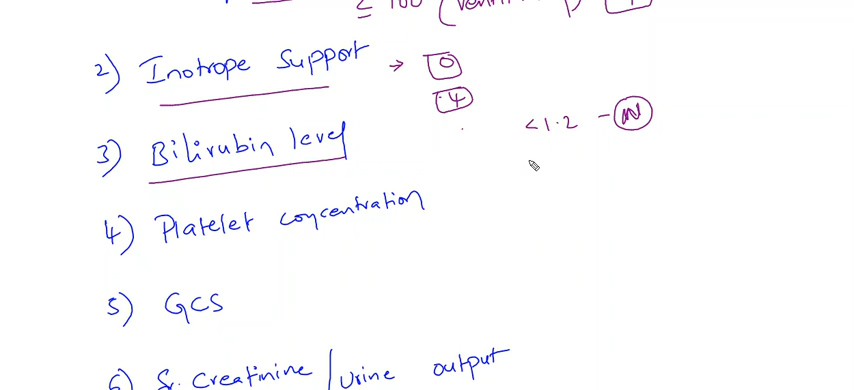 ≤ 100 (
2) Inotrope Support → 0
4
< 1.2 - N
3) Bilirubin level
4) Platelet concentration
5) GCS
6) Sr. Creatinine / urine output